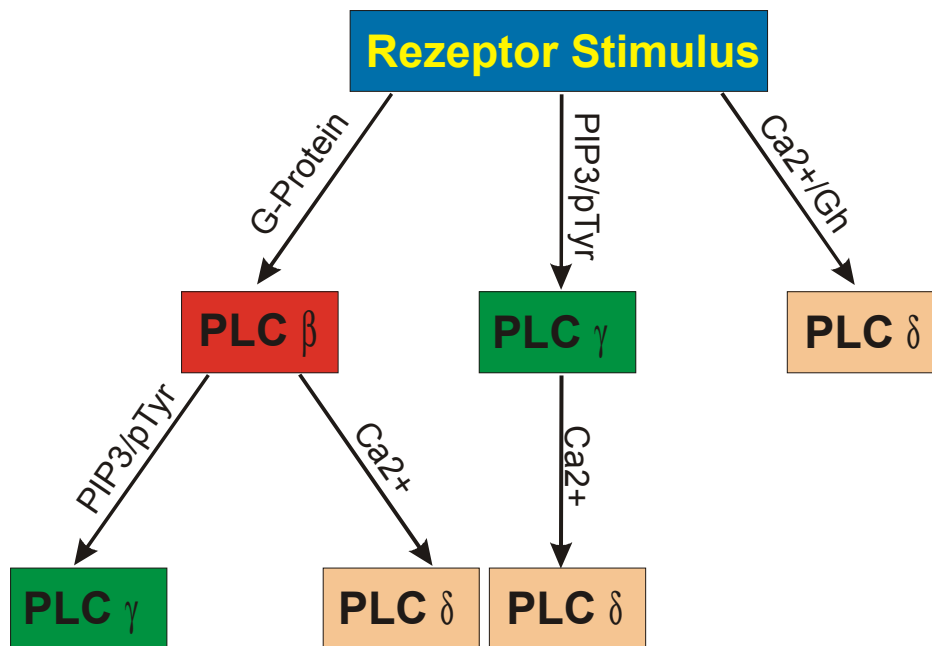 Rezeptor Stimulus
G-Protein
PIP3/pTyr
Ca2+/Gh
PLC β
PLC γ
PLC δ
PIP3/pTyr
Ca2+
Ca2+
PLC γ
PLC δ
PLC δ